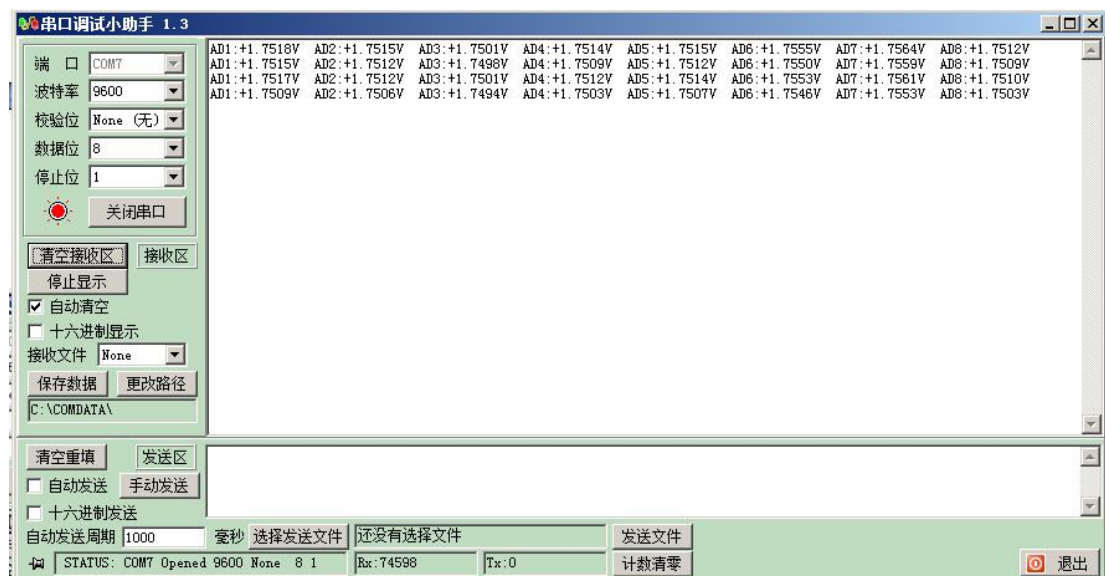 串口调试小助手 1.3
端 口 COM7
波特率 9600
校验位 None (无)
数据位 8
停止位 1
关闭串口
清空接收区 接收区
停止显示
自动清空
十六进制显示
接收文件 None
保存数据 更改路径
C:\COMDATA\
AD1:+1.7518V AD2:+1.7515V AD3:+1.7501V AD4:+1.7514V AD5:+1.7515V AD6:+1.7555V AD7:+1.7564V AD8:+1.7512V
AD1:+1.7515V AD2:+1.7512V AD3:+1.7498V AD4:+1.7509V AD5:+1.7512V AD6:+1.7550V AD7:+1.7559V AD8:+1.7509V
AD1:+1.7517V AD2:+1.7512V AD3:+1.7501V AD4:+1.7512V AD5:+1.7514V AD6:+1.7553V AD7:+1.7561V AD8:+1.7510V
AD1:+1.7509V AD2:+1.7506V AD3:+1.7494V AD4:+1.7503V AD5:+1.7507V AD6:+1.7546V AD7:+1.7553V AD8:+1.7503V
清空重填 发送区
自动发送 手动发送
十六进制发送
自动发送周期 1000 毫秒 选择发送文件 还没有选择文件 发送文件
STATUS: COM7 Opened 9600 None 8 1 Rx:74598 Tx:0 计数清零 退出